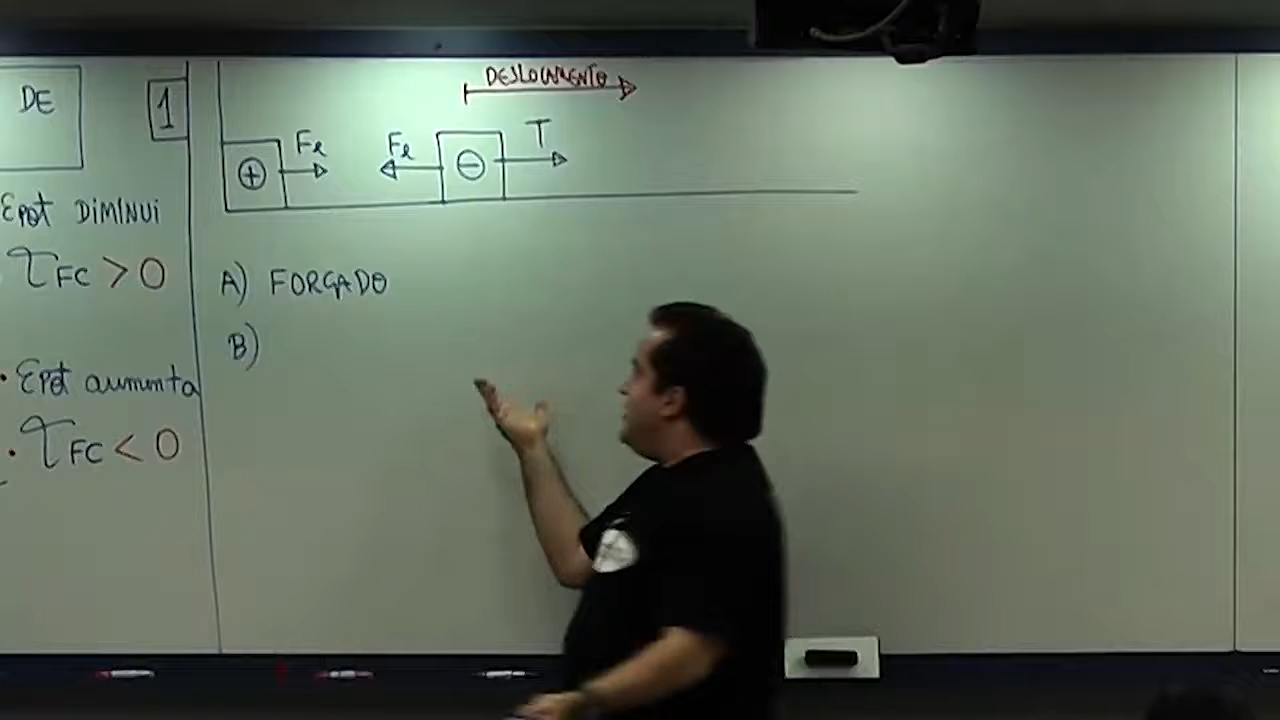 DE
Epot DIMINUI
τFC > 0
• Epot aumenta
• τFC < 0
1
DESLOCAMENTO
+ Fe Fe − T
A) FORÇADO
B)